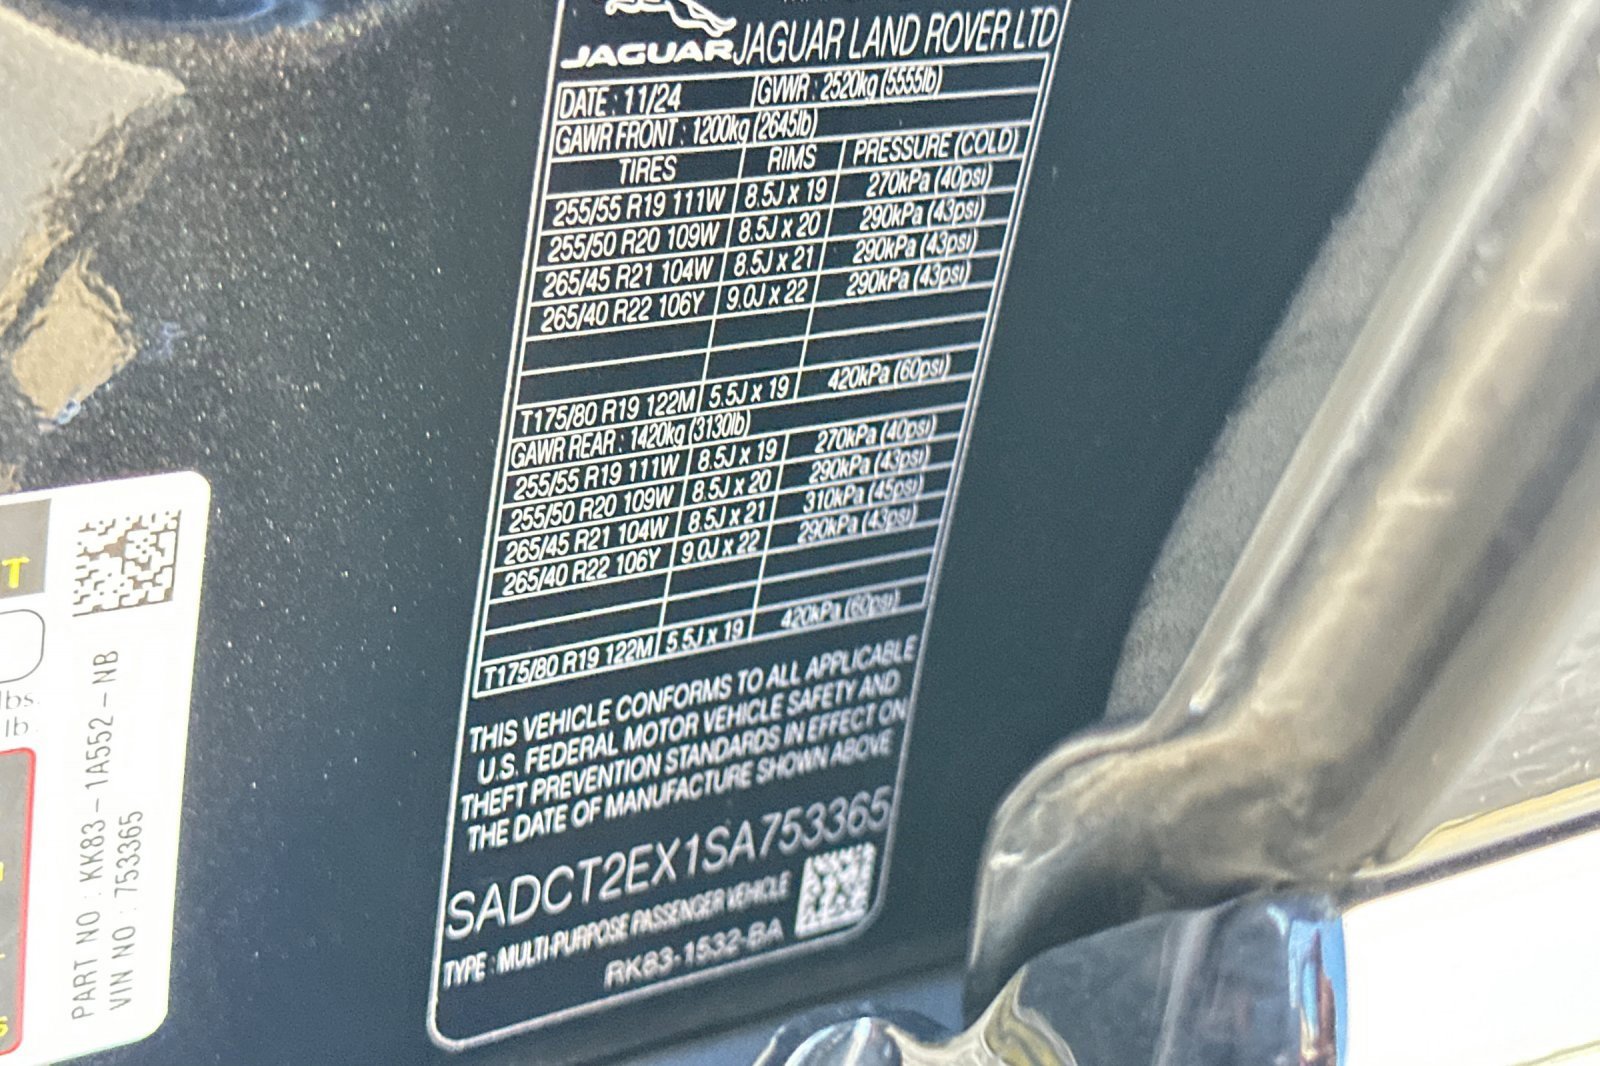 JAGUAR JAGUAR LAND ROVER LTD
DATE : 11/24 GVWR : 2520kg (5555lb)
GAWR FRONT : 1200kg (2645lb)
TIRES RIMS PRESSURE (COLD)
255/55 R19 111W 8.5J x 19 270kPa (40psi)
255/50 R20 109W 8.5J x 20 290kPa (43psi)
265/45 R21 104W 8.5J x 21 290kPa (43psi)
265/40 R22 106Y 9.0J x 22 290kPa (43psi)
T175/80 R19 122M 5.5J x 19 420kPa (60psi)
GAWR REAR : 1420kg (3130lb)
255/55 R19 111W 8.5J x 19 270kPa (40psi)
255/50 R20 109W 8.5J x 20 290kPa (43psi)
265/45 R21 104W 8.5J x 21 310kPa (45psi)
265/40 R22 106Y 9.0J x 22 290kPa (43psi)
T175/80 R19 122M 5.5J x 19 420kPa (60psi)
THIS VEHICLE CONFORMS TO ALL APPLICABLE
U.S. FEDERAL MOTOR VEHICLE SAFETY AND
THEFT PREVENTION STANDARDS IN EFFECT ON
THE DATE OF MANUFACTURE SHOWN ABOVE
SADCT2EX1SA753365
TYPE : MULTI-PURPOSE PASSENGER VEHICLE
RK83-1532-BA
T
lbs.
lb.
S
PART NO : KK83-1A552-NB
VIN NO : 753365